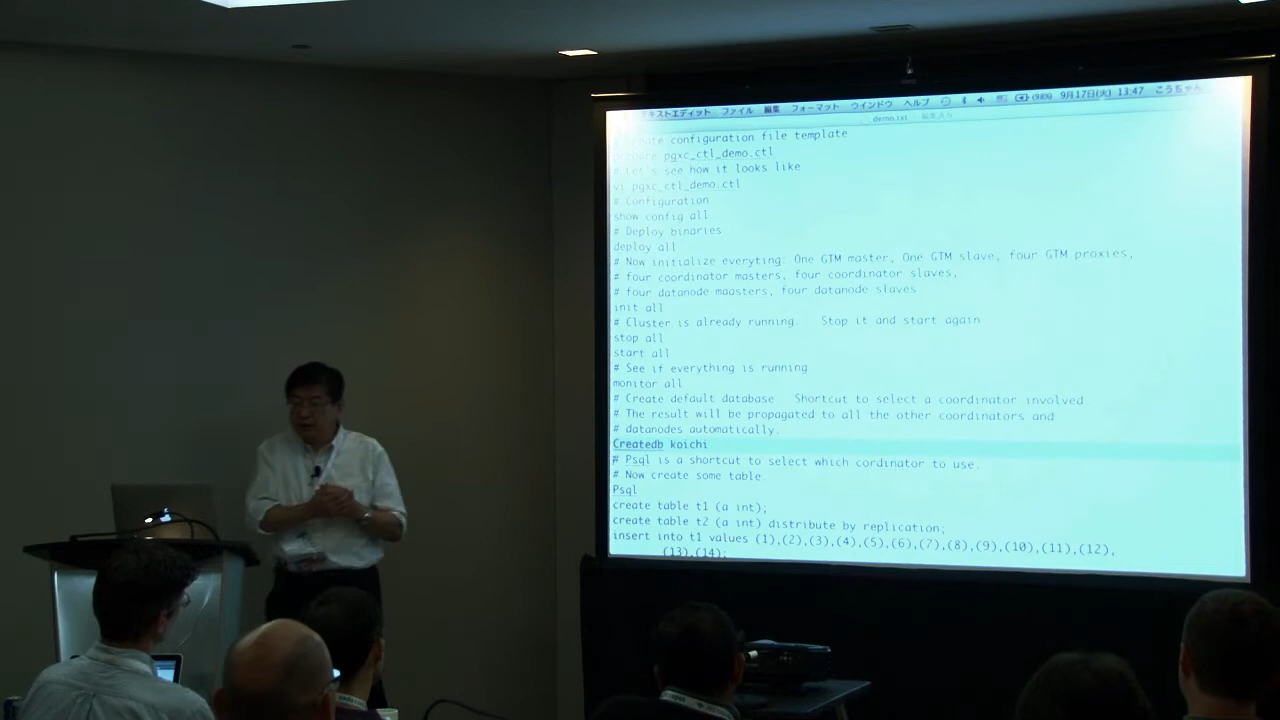 テキストエディット ファイル 編集 フォーマット ウインドウ ヘルプ (98%) 9月17日(火) 13:47 こうちゃん
demo.txt
configuration file template
pgxc_ctl_demo.ctl
# Let's see how it looks like
vi pgxc_ctl_demo.ctl
# Configuration
show config all
# Deploy binaries
deploy all
# Now initialize everyting: One GTM master, One GTM slave, four GTM proxies,
# four coordinator masters, four coordinator slaves,
# four datanode maasters, four datanode slaves
init all
# Cluster is already running. Stop it and start again
stop all
start all
# See if everything is running
monitor all
# Create default database Shortcut to select a coordinator involved.
# The result will be propagated to all the other coordinators and
# datanodes automatically.
Createdb koichi
# Psql is a shortcut to select which cordinator to use.
# Now create some table.
Psql
create table t1 (a int);
create table t2 (a int) distribute by replication;
insert into t1 values (1),(2),(3),(4),(5),(6),(7),(8),(9),(10),(11),(12),
(13),(14);